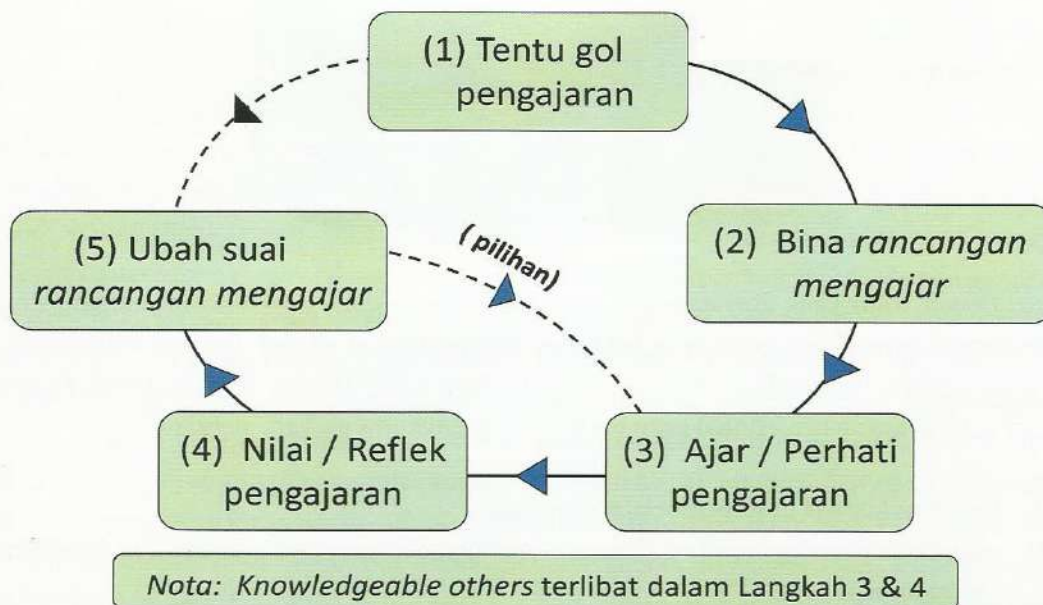 (1) Tentu gol
pengajaran
(2) Bina rancangan
mengajar
(3) Ajar / Perhati
pengajaran
(4) Nilai / Reflek
pengajaran
(5) Ubah suai
rancangan mengajar
( pilihan)
Nota: Knowledgeable others terlibat dalam Langkah 3 & 4